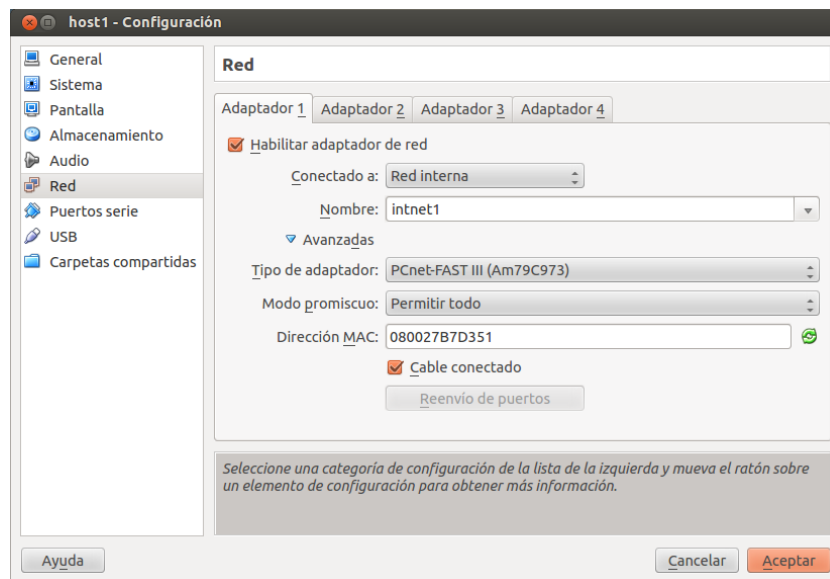 host1 - Configuración
General
Sistema
Pantalla
Almacenamiento
Audio
Red
Puertos serie
USB
Carpetas compartidas
Red
Adaptador 1 Adaptador 2 Adaptador 3 Adaptador 4
Habilitar adaptador de red
Conectado a: Red interna
Nombre: intnet1
Avanzadas
Tipo de adaptador: PCnet-FAST III (Am79C973)
Modo promiscuo: Permitir todo
Dirección MAC: 080027B7D351
Cable conectado
Reenvío de puertos
Seleccione una categoría de configuración de la lista de la izquierda y mueva el ratón sobre
un elemento de configuración para obtener más información.
Ayuda Cancelar Aceptar